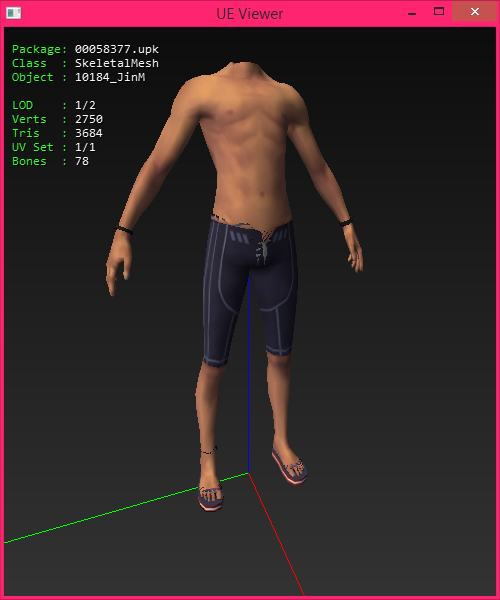 UE Viewer
Package: 00058377.upk
Class  : SkeletalMesh
Object : 10184_JinM
LOD    : 1/2
Verts  : 2750
Tris   : 3684
UV Set : 1/1
Bones  : 78